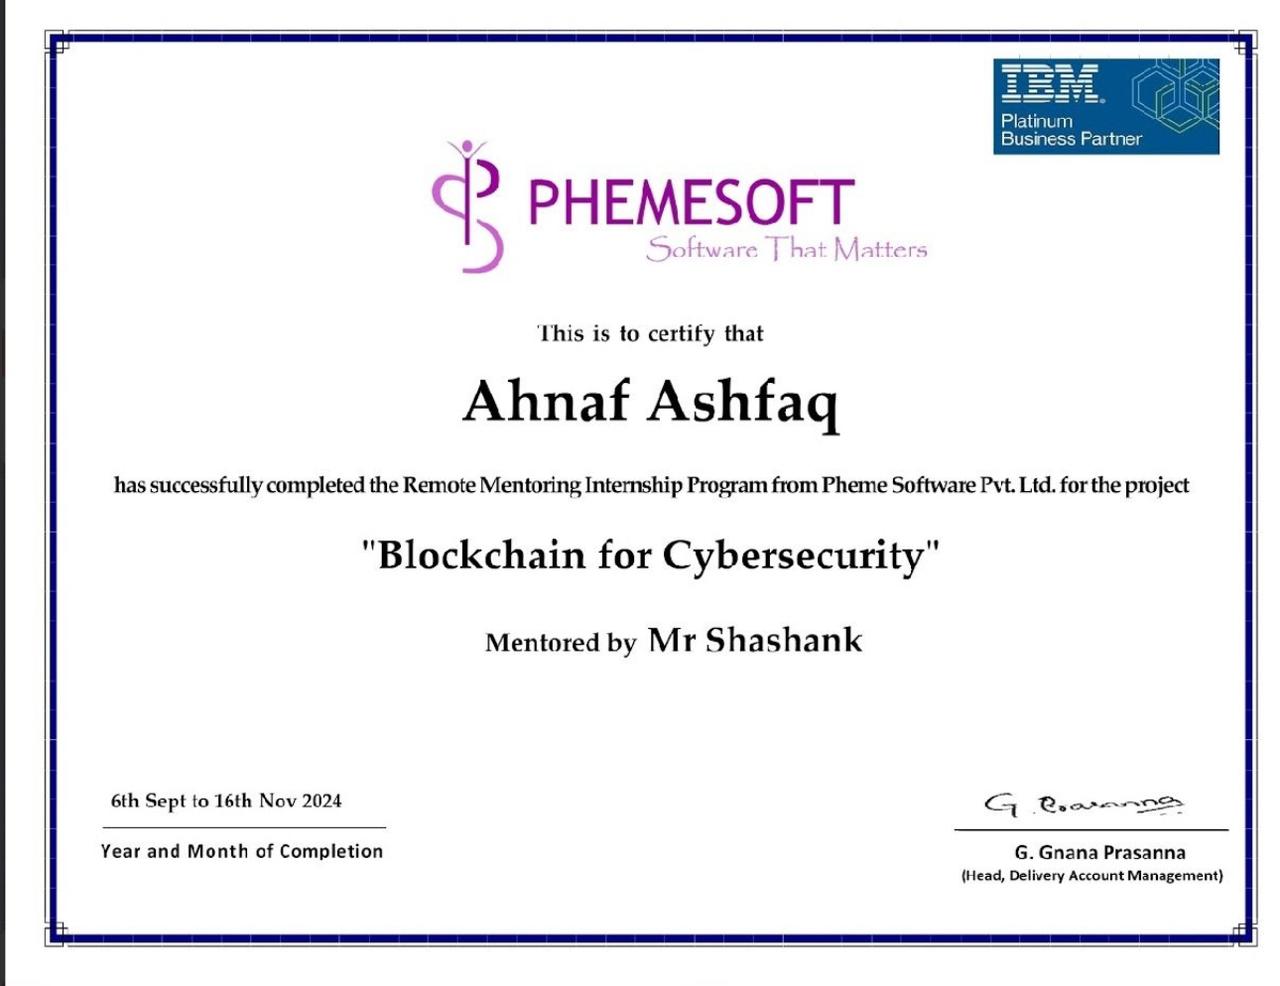 IBM.
Platinum
Business Partner
PHEMESOFT
Software That Matters
This is to certify that
Ahnaf Ashfaq
has successfully completed the Remote Mentoring Internship Program from Pheme Software Pvt. Ltd. for the project
"Blockchain for Cybersecurity"
Mentored by Mr Shashank
6th Sept to 16th Nov 2024
Year and Month of Completion
G. Prasanna
G. Gnana Prasanna
(Head, Delivery Account Management)